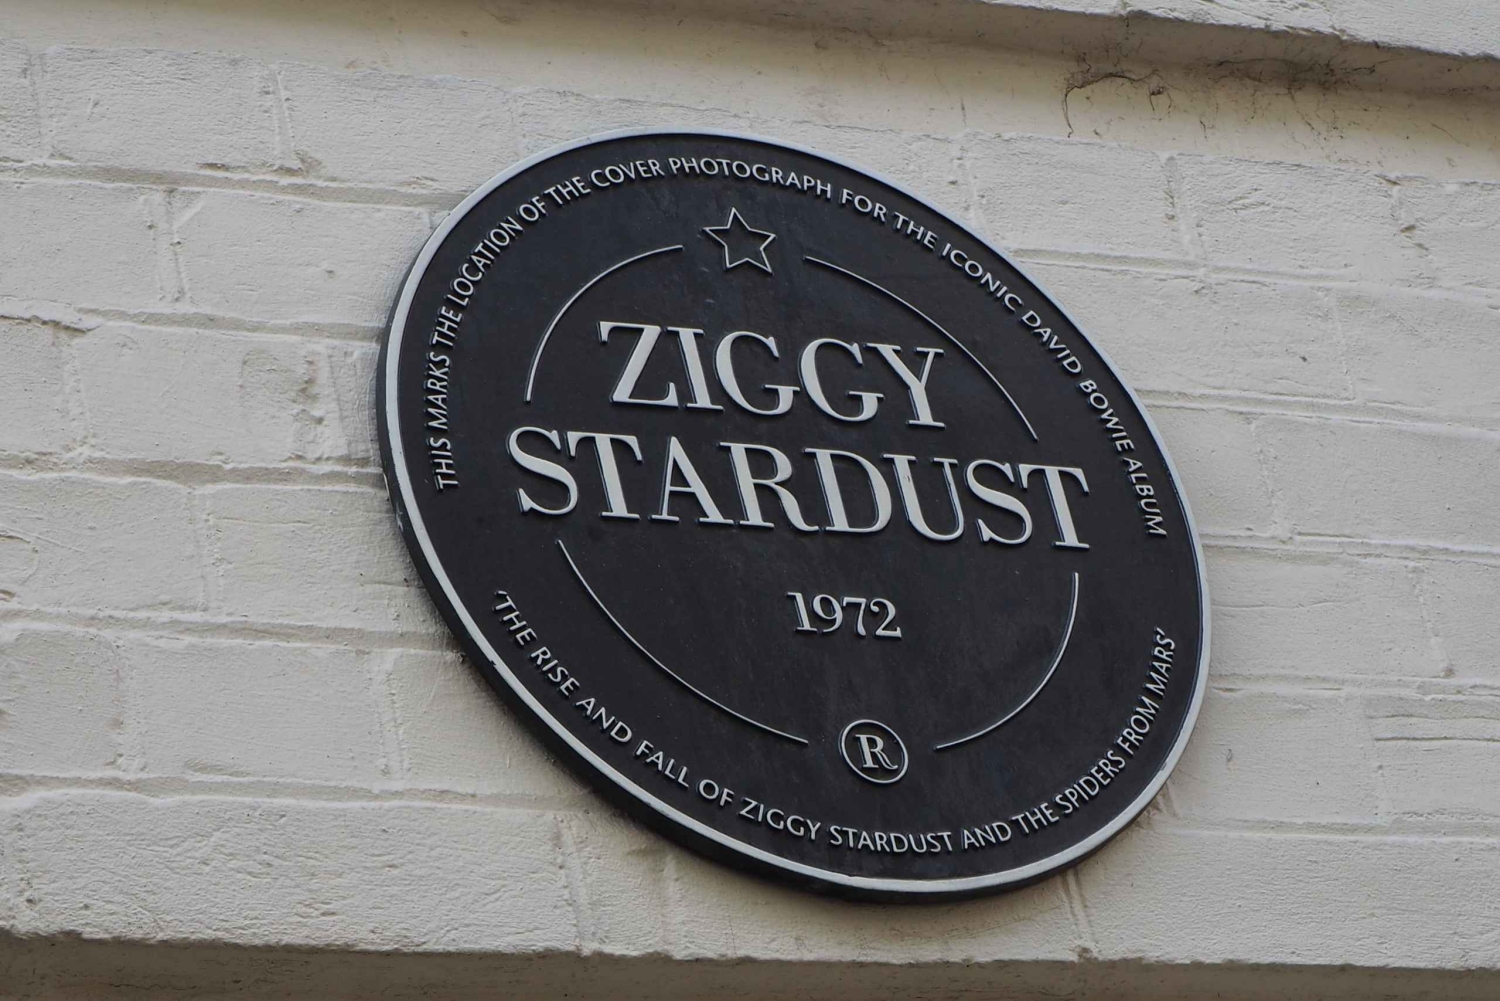 THIS MARKS THE LOCATION OF THE COVER PHOTOGRAPH FOR THE ICONIC DAVID BOWIE ALBUM
ZIGGY
STARDUST
1972
R
'THE RISE AND FALL OF ZIGGY STARDUST AND THE SPIDERS FROM MARS'